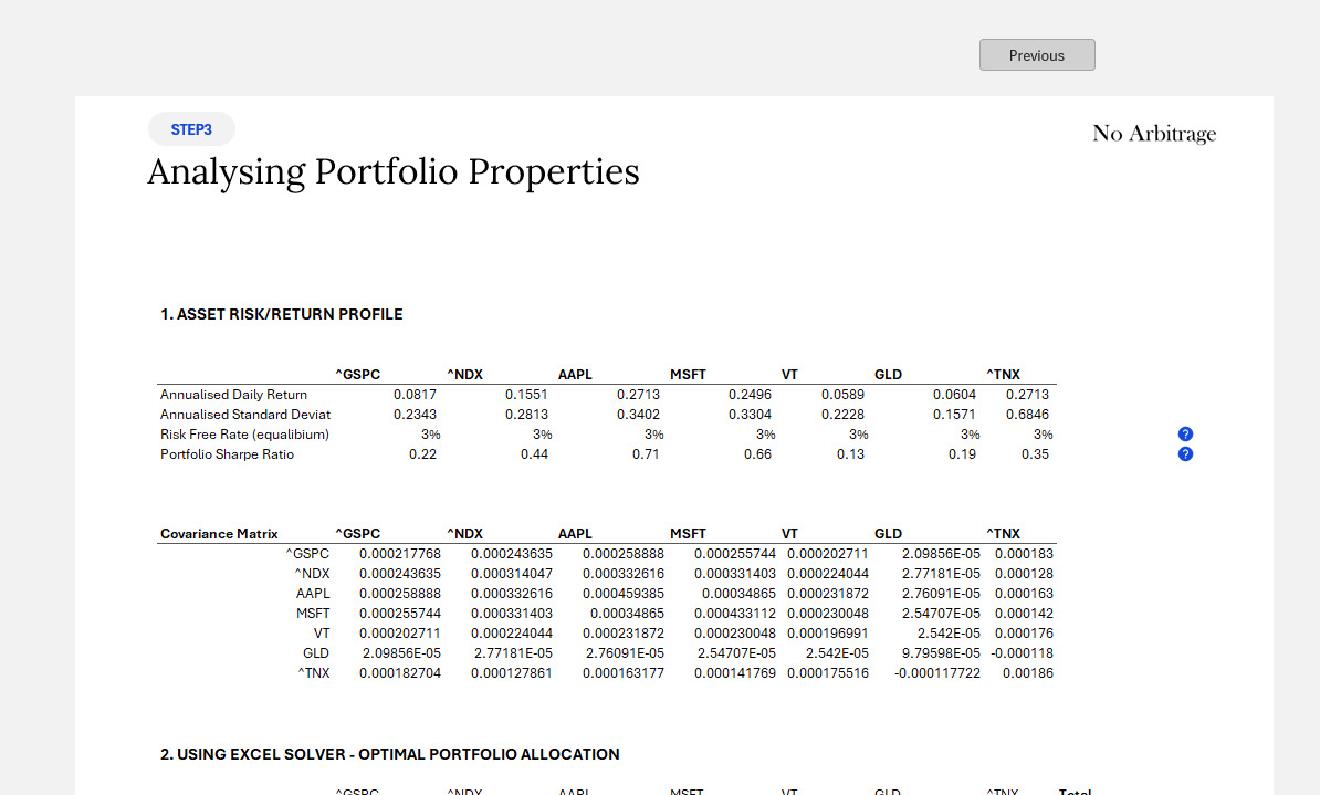 Previous
STEP3
No Arbitrage
Analysing Portfolio Properties
1. ASSET RISK/RETURN PROFILE
^GSPC ^NDX AAPL MSFT VT GLD ^TNX
Annualised Daily Return 0.0817 0.1551 0.2713 0.2496 0.0589 0.0604 0.2713
Annualised Standard Deviat 0.2343 0.2813 0.3402 0.3304 0.2228 0.1571 0.6846
Risk Free Rate (equalibium) 3% 3% 3% 3% 3% 3% 3% ?
Portfolio Sharpe Ratio 0.22 0.44 0.71 0.66 0.13 0.19 0.35 ?
Covariance Matrix ^GSPC ^NDX AAPL MSFT VT GLD ^TNX
^GSPC 0.000217768 0.000243635 0.000258888 0.000255744 0.000202711 2.09856E-05 0.000183
^NDX 0.000243635 0.000314047 0.000332616 0.000331403 0.000224044 2.77181E-05 0.000128
AAPL 0.000258888 0.000332616 0.000459385 0.00034865 0.000231872 2.76091E-05 0.000163
MSFT 0.000255744 0.000331403 0.00034865 0.000433112 0.000230048 2.54707E-05 0.000142
VT 0.000202711 0.000224044 0.000231872 0.000230048 0.000196991 2.542E-05 0.000176
GLD 2.09856E-05 2.77181E-05 2.76091E-05 2.54707E-05 2.542E-05 9.79598E-05 -0.000118
^TNX 0.000182704 0.000127861 0.000163177 0.000141769 0.000175516 -0.000117722 0.00186
2. USING EXCEL SOLVER - OPTIMAL PORTFOLIO ALLOCATION
^GSPC ^NDX AAPL MSFT VT GLD ^TNX Total